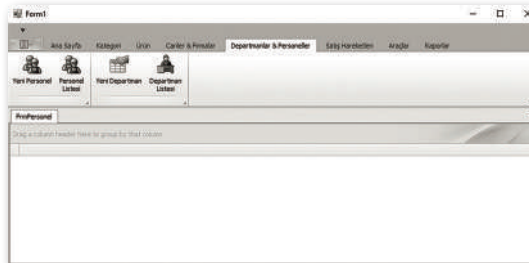 Form1
Ana Sayfa Kategori Ürün Cariler & Firmalar Departmanlar & Personeller Satış Hareketleri Araçlar Raporlar
Yeni Personel Personel Listesi Yeni Departman Departman Listesi
FrmPersonel
Drag a column header here to group by that column